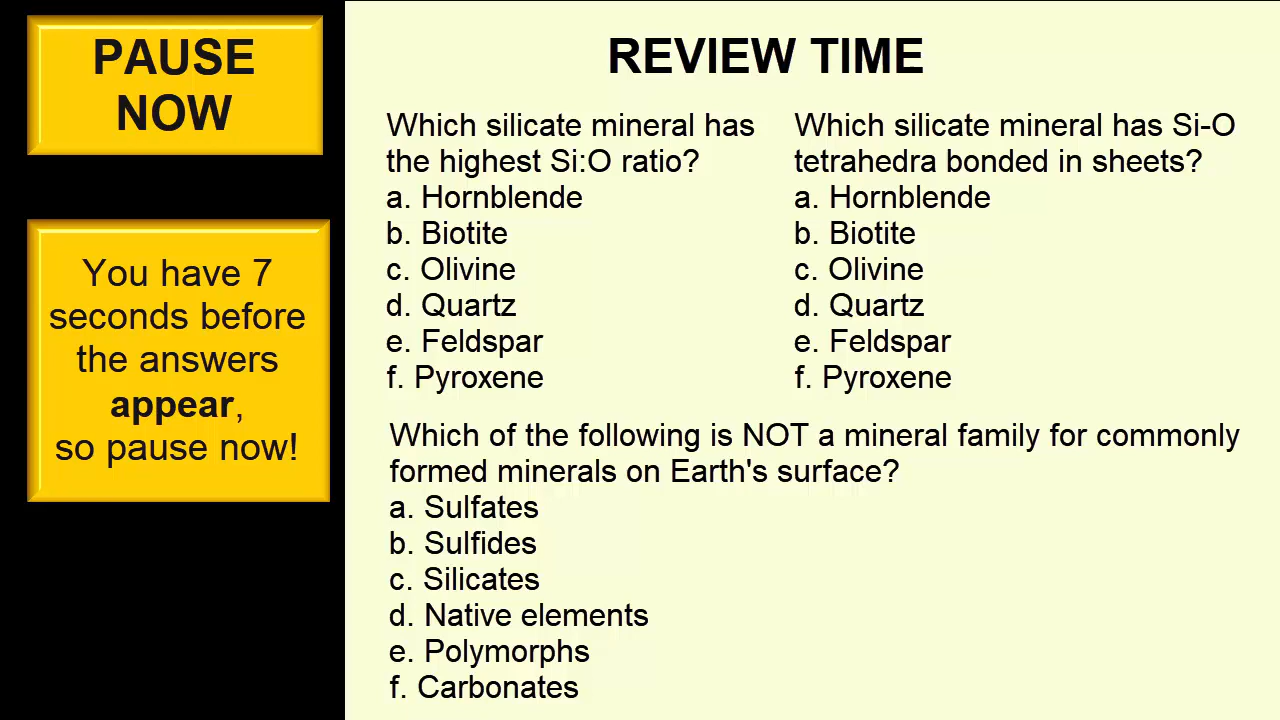 PAUSE
NOW
You have 7
seconds before
the answers
appear,
so pause now!
REVIEW TIME
Which silicate mineral has
the highest Si:O ratio?
a. Hornblende
b. Biotite
c. Olivine
d. Quartz
e. Feldspar
f. Pyroxene
Which silicate mineral has Si-O
tetrahedra bonded in sheets?
a. Hornblende
b. Biotite
c. Olivine
d. Quartz
e. Feldspar
f. Pyroxene
Which of the following is NOT a mineral family for commonly
formed minerals on Earth's surface?
a. Sulfates
b. Sulfides
c. Silicates
d. Native elements
e. Polymorphs
f. Carbonates